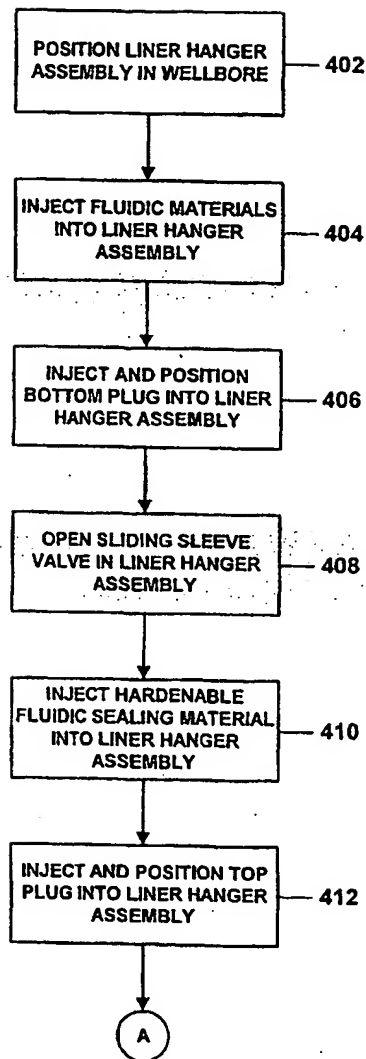 POSITION LINER HANGER
ASSEMBLY IN WELLBORE
402
INJECT FLUIDIC MATERIALS
INTO LINER HANGER
ASSEMBLY
404
INJECT AND POSITION
BOTTOM PLUG INTO LINER
HANGER ASSEMBLY
406
OPEN SLIDING SLEEVE
VALVE IN LINER HANGER
ASSEMBLY
408
INJECT HARDENABLE
FLUIDIC SEALING MATERIAL
INTO LINER HANGER
ASSEMBLY
410
INJECT AND POSITION TOP
PLUG INTO LINER HANGER
ASSEMBLY
412
A